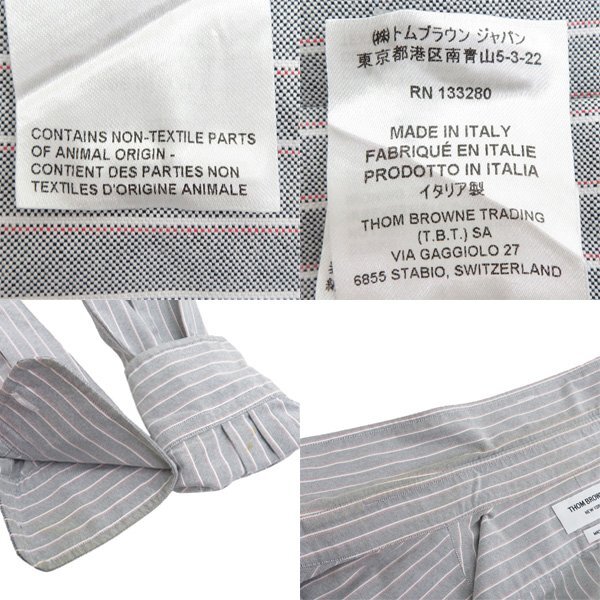 CONTAINS NON-TEXTILE PARTS
OF ANIMAL ORIGIN -
CONTIENT DES PARTIES NON
TEXTILES D'ORIGINE ANIMALE
(株)トムブラウン ジャパン
東京都港区南青山5-3-22
RN 133280
MADE IN ITALY
FABRIQUÉ EN ITALIE
PRODOTTO IN ITALIA
イタリア製
THOM BROWNE TRADING
(T.B.T.) SA
VIA GAGGIOLO 27
6855 STABIO, SWITZERLAND
THOM BROWNE